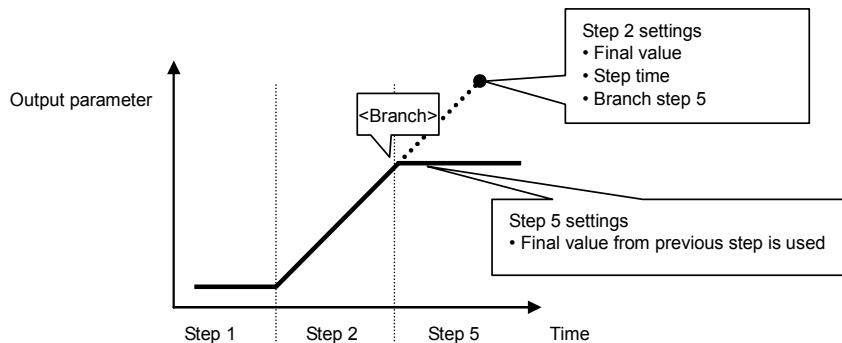 Step 2 settings
• Final value
• Step time
• Branch step 5
Output parameter
<Branch>
Step 5 settings
• Final value from previous step is used
Step 1
Step 2
Step 5
Time